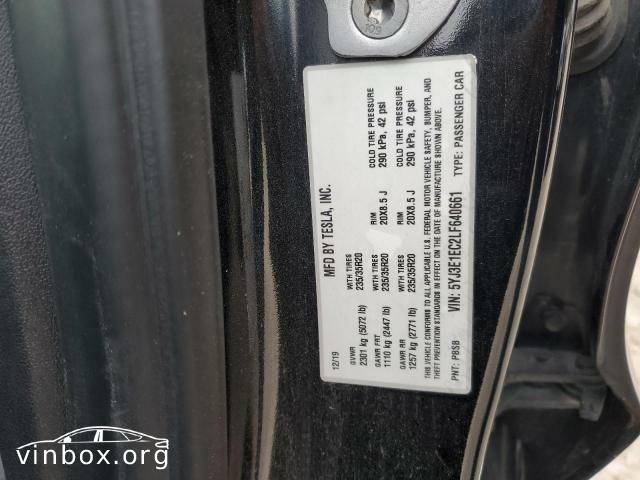 MFD BY TESLA, INC.
12/19
GVWR
2301 kg (5072 lb)
WITH TIRES
235/35R20
RIM
20X8.5 J
COLD TIRE PRESSURE
290 kPa, 42 psi
GAWR FRT
1110 kg (2447 lb)
WITH TIRES
235/35R20
RIM
20X8.5 J
COLD TIRE PRESSURE
290 kPa, 42 psi
GAWR RR
1257 kg (2771 lb)
WITH TIRES
235/35R20
THIS VEHICLE CONFORMS TO ALL APPLICABLE U.S. FEDERAL MOTOR VEHICLE SAFETY, BUMPER, AND
THEFT PREVENTION STANDARDS IN EFFECT ON THE DATE OF MANUFACTURE SHOWN ABOVE.
VIN: 5YJ3E1EC2LF640661
PNT: PBSB
TYPE: PASSENGER CAR
vinbox.org